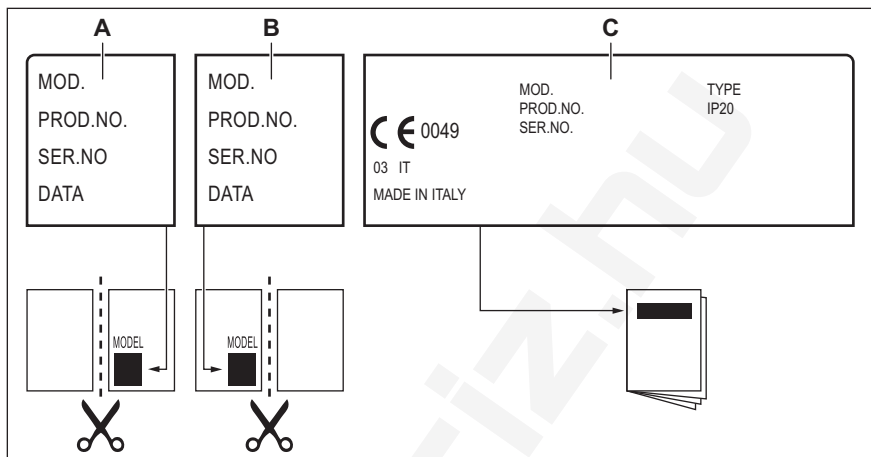 A
B
C
MOD.
PROD.NO.
SER.NO
DATA
MOD.
PROD.NO.
SER.NO
DATA
MOD.
PROD.NO.
SER.NO.
TYPE
IP20
CE 0049
03 IT
MADE IN ITALY
MODEL
MODEL